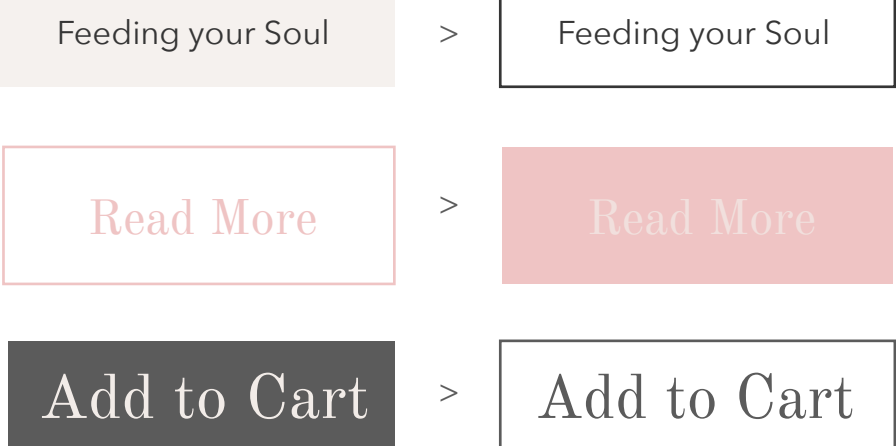 Feeding your Soul > Feeding your Soul
Read More > Read More
Add to Cart > Add to Cart